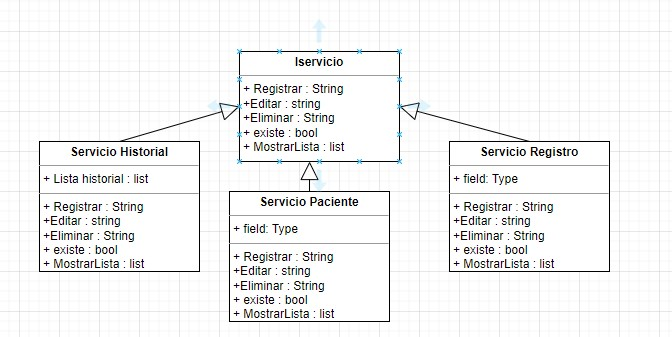 Iservicio
+ Registrar : String
+Editar : string
+Eliminar : String
+ existe : bool
+ MostrarLista : list
Servicio Historial
+ Lista historial : list
+ Registrar : String
+Editar : string
+Eliminar : String
+ existe : bool
+ MostrarLista : list
Servicio Paciente
+ field: Type
+ Registrar : String
+Editar : string
+Eliminar : String
+ existe : bool
+ MostrarLista : list
Servicio Registro
+ field: Type
+ Registrar : String
+Editar : string
+Eliminar : String
+ existe : bool
+ MostrarLista : list